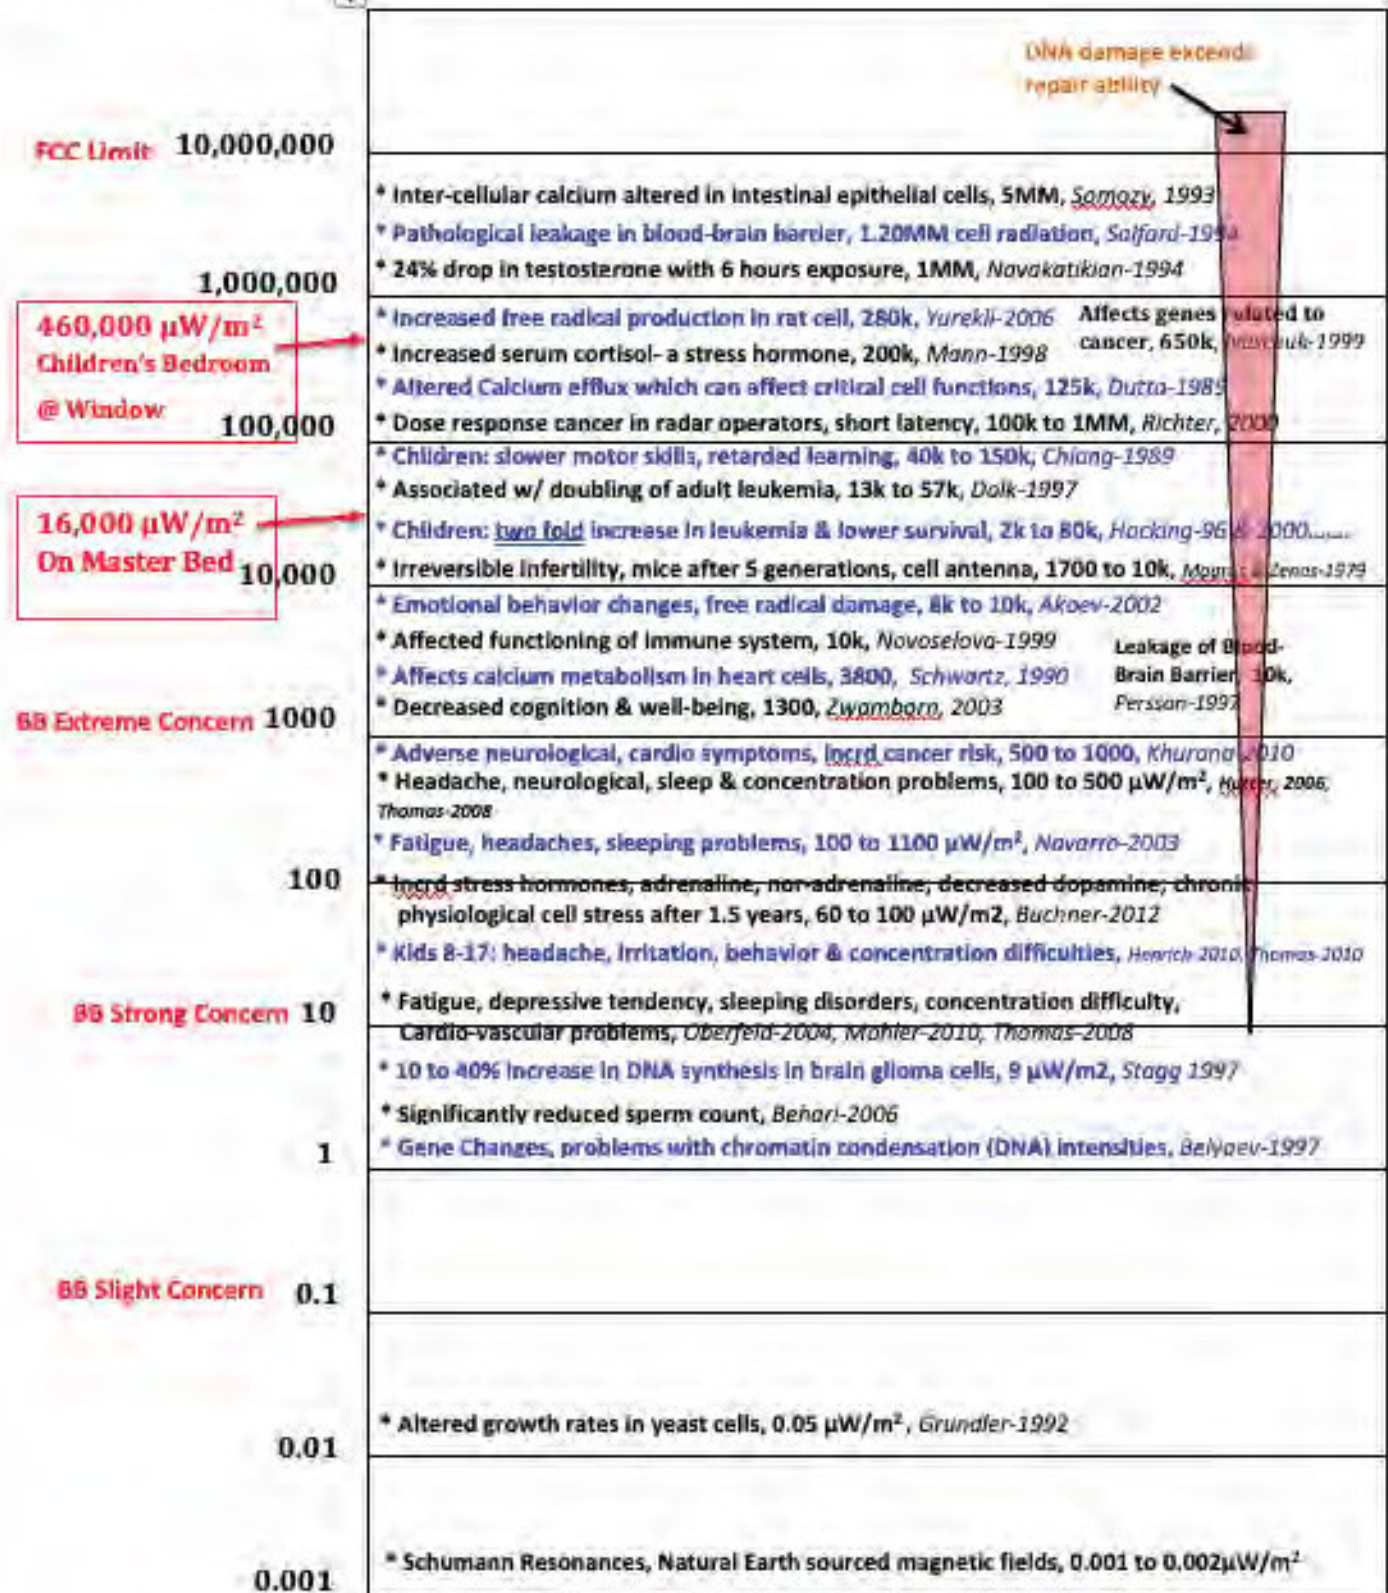 DNA damage exceeds
repair ability
FCC Limit 10,000,000
* Inter-cellular calcium altered in intestinal epithelial cells, 5MM, Somozy, 1993
* Pathological leakage in blood-brain barrier, 1.20MM cell radiation, Salford-1994
* 24% drop in testosterone with 6 hours exposure, 1MM, Navakatikian-1994
1,000,000
460,000 µW/m²
Children's Bedroom
@ Window
* Increased free radical production in rat cell, 280k, Yurekli-2006
Affects genes related to
cancer, 650k, -1999
* Increased serum cortisol- a stress hormone, 200k, Mann-1998
* Altered Calcium efflux which can affect critical cell functions, 125k, Dutta-1989
* Dose response cancer in radar operators, short latency, 100k to 1MM, Richter, 2000
100,000
* Children: slower motor skills, retarded learning, 40k to 150k, Chiang-1989
* Associated w/ doubling of adult leukemia, 13k to 57k, Dolk-1997
16,000 µW/m²
On Master Bed
* Children: two fold increase in leukemia & lower survival, 2k to 80k, Hocking-96 & 2000......
* Irreversible infertility, mice after 5 generations, cell antenna, 1700 to 10k, Zenos-1979
10,000
* Emotional behavior changes, free radical damage, 8k to 10k, Akoev-2002
* Affected functioning of immune system, 10k, Novoselova-1999
Leakage of Blood-
Brain Barrier, 10k,
Persson-1997
* Affects calcium metabolism in heart cells, 3800, Schwartz, 1990
* Decreased cognition & well-being, 1300, Zwamborn, 2003
BB Extreme Concern 1000
* Adverse neurological, cardio symptoms, incrd cancer risk, 500 to 1000, Khurana 2010
* Headache, neurological, sleep & concentration problems, 100 to 500 µW/m², Hutter, 2006,
Thomas-2008
* Fatigue, headaches, sleeping problems, 100 to 1100 µW/m², Navarro-2003
100
* Incrd stress hormones, adrenaline, nor-adrenaline, decreased dopamine, chronic
physiological cell stress after 1.5 years, 60 to 100 µW/m2, Buchner-2012
* Kids 8-17: headache, irritation, behavior & concentration difficulties, Henrich-2010, Thomas-2010
BB Strong Concern 10
* Fatigue, depressive tendency, sleeping disorders, concentration difficulty,
Cardio-vascular problems, Oberfeld-2004, Mohler-2010, Thomas-2008
* 10 to 40% increase in DNA synthesis in brain glioma cells, 9 µW/m2, Stagg 1997
* Significantly reduced sperm count, Behari-2006
* Gene Changes, problems with chromatin condensation (DNA) intensities, Belyaev-1997
1
BB Slight Concern 0.1
* Altered growth rates in yeast cells, 0.05 µW/m², Grundler-1992
0.01
* Schumann Resonances, Natural Earth sourced magnetic fields, 0.001 to 0.002µW/m²
0.001